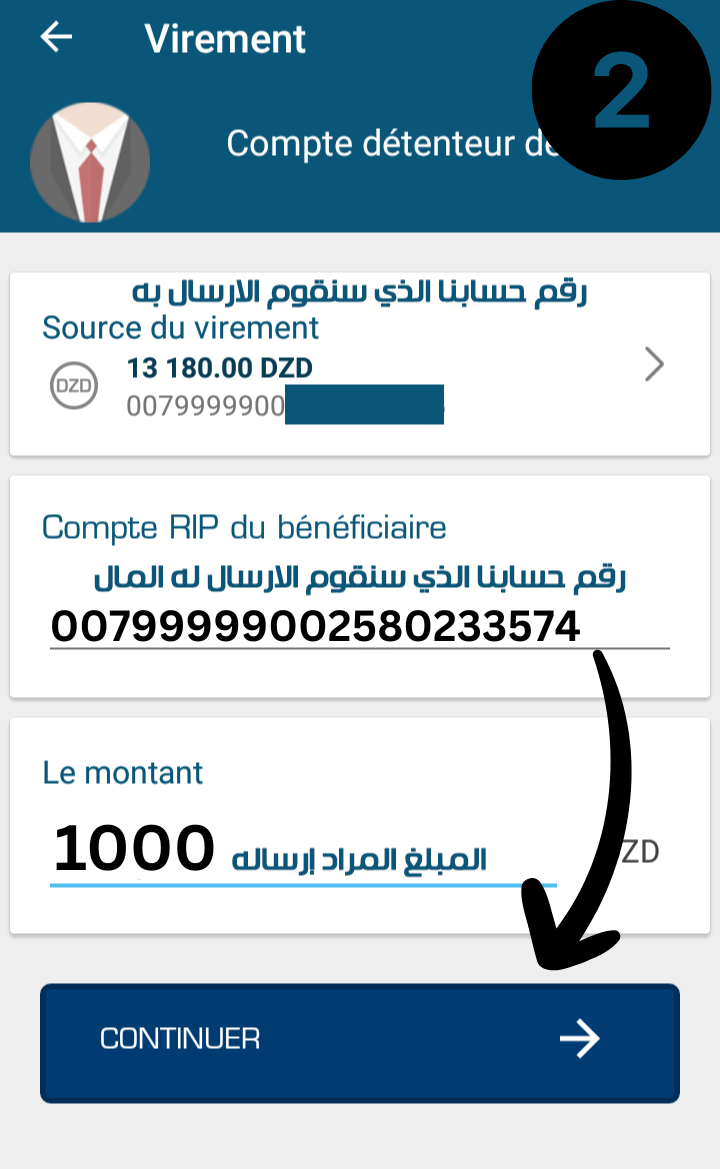 Virement
2
Compte détenteur de
رقم حسابنا الذي سنقوم الارسال به
Source du virement
13 180.00 DZD
DZD
0079999900
Compte RIP du bénéficiaire
رقم حسابنا الذي سنقوم الارسال له المال
00799999002580233574
Le montant
1000 المبلغ المراد إرساله ZD
CONTINUER